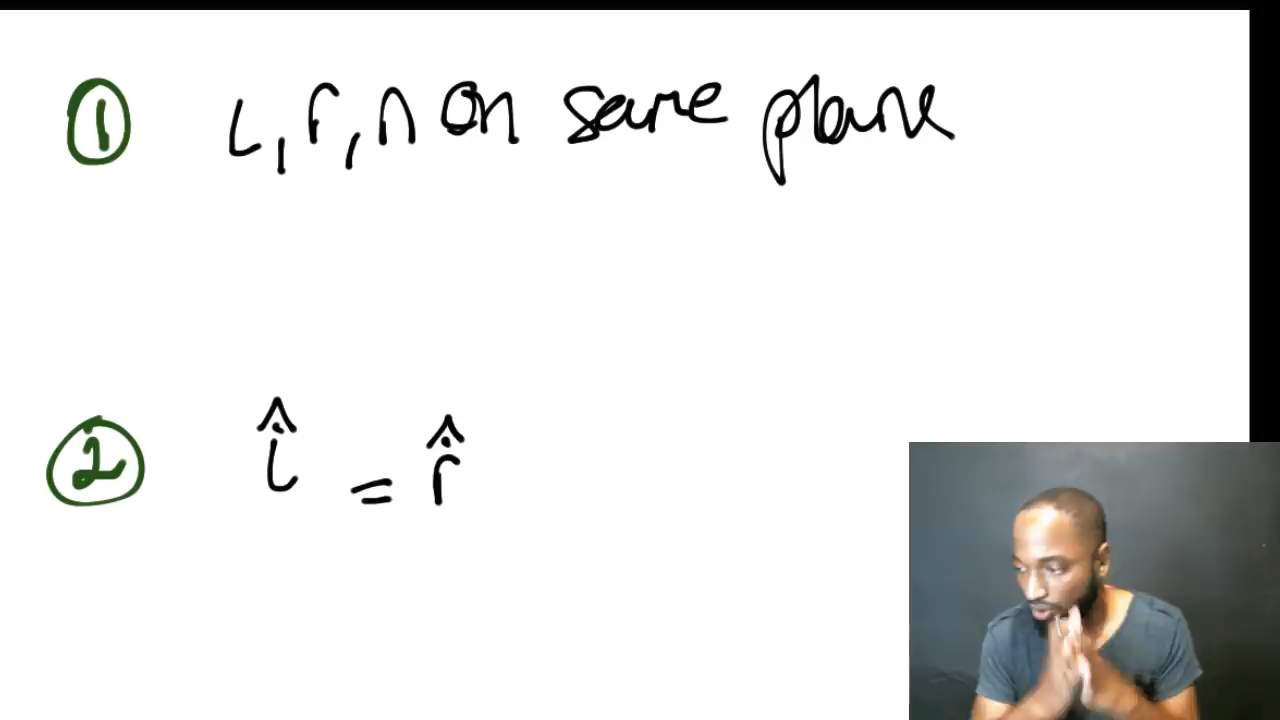 ① i, r, n on same plane
② î = r̂